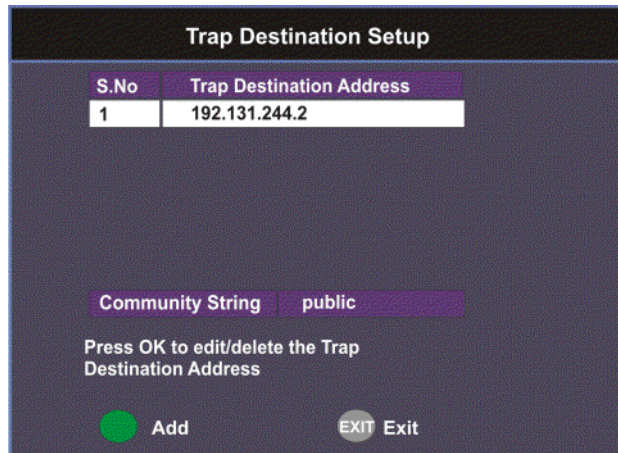 Trap Destination Setup
S.No Trap Destination Address
1 192.131.244.2
Community String public
Press OK to edit/delete the Trap
Destination Address
Add EXIT Exit